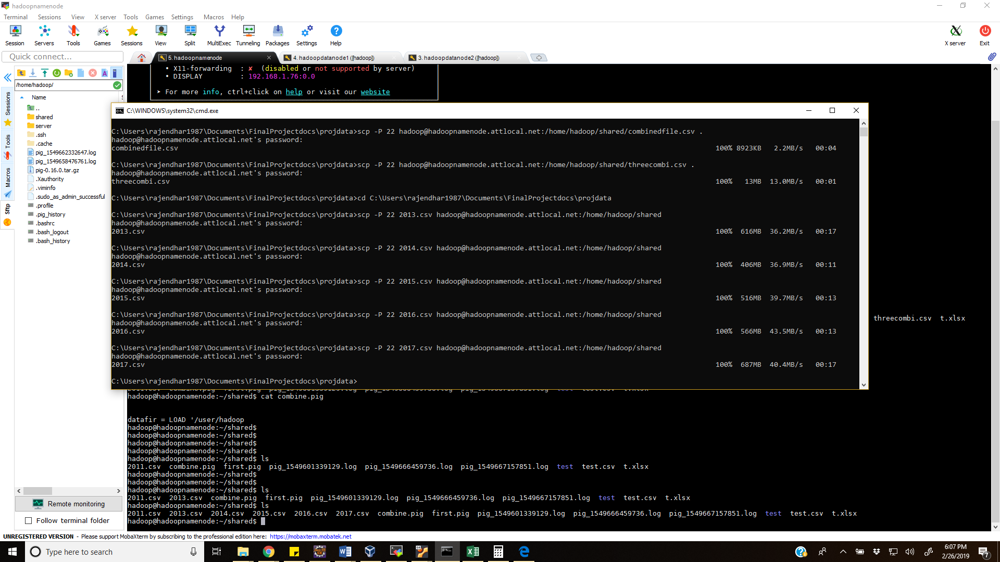 hadoopnamenode
Terminal Sessions View X server Tools Games Settings Macros Help
Session Servers Tools Games Sessions View Split MultiExec Tunneling Packages Settings Help X server Exit
Quick connect...
5. hadoopnamenode
4. hadoopdatanode1 ([hadoop])
3. hadoopdatanode2 ([hadoop])
/home/hadoop/
Name
..
shared
server
.ssh
.cache
pig_1549662332647.log
pig_1549658476761.log
pig-0.16.0.tar.gz
.Xauthority
.viminfo
.sudo_as_admin_successful
.profile
.pig_history
.bashrc
.bash_logout
.bash_history
Sessions
Tools
Macros
Sftp
Remote monitoring
Follow terminal folder
• X11-forwarding : ✘ (disabled or not supported by server)
• DISPLAY : 192.168.1.76:0.0
➤ For more info, ctrl+click on help or visit our website
C:\WINDOWS\system32\cmd.exe
C:\Users\rajendhar1987\Documents\FinalProjectdocs\projdata>scp -P 22 hadoop@hadoopnamenode.attlocal.net:/home/hadoop/shared/combinedfile.csv .
hadoop@hadoopnamenode.attlocal.net's password:
combinedfile.csv 100% 8923KB 2.2MB/s 00:04
C:\Users\rajendhar1987\Documents\FinalProjectdocs\projdata>scp -P 22 hadoop@hadoopnamenode.attlocal.net:/home/hadoop/shared/threecombi.csv .
hadoop@hadoopnamenode.attlocal.net's password:
threecombi.csv 100% 13MB 13.0MB/s 00:01
C:\Users\rajendhar1987\Documents\FinalProjectdocs\projdata>cd C:\Users\rajendhar1987\Documents\FinalProjectdocs\projdata
C:\Users\rajendhar1987\Documents\FinalProjectdocs\projdata>scp -P 22 2013.csv hadoop@hadoopnamenode.attlocal.net:/home/hadoop/shared
hadoop@hadoopnamenode.attlocal.net's password:
2013.csv 100% 616MB 36.2MB/s 00:17
C:\Users\rajendhar1987\Documents\FinalProjectdocs\projdata>scp -P 22 2014.csv hadoop@hadoopnamenode.attlocal.net:/home/hadoop/shared
hadoop@hadoopnamenode.attlocal.net's password:
2014.csv 100% 406MB 36.9MB/s 00:11
C:\Users\rajendhar1987\Documents\FinalProjectdocs\projdata>scp -P 22 2015.csv hadoop@hadoopnamenode.attlocal.net:/home/hadoop/shared
hadoop@hadoopnamenode.attlocal.net's password:
2015.csv 100% 516MB 39.7MB/s 00:13
C:\Users\rajendhar1987\Documents\FinalProjectdocs\projdata>scp -P 22 2016.csv hadoop@hadoopnamenode.attlocal.net:/home/hadoop/shared
hadoop@hadoopnamenode.attlocal.net's password:
2016.csv 100% 566MB 43.5MB/s 00:13
C:\Users\rajendhar1987\Documents\FinalProjectdocs\projdata>scp -P 22 2017.csv hadoop@hadoopnamenode.attlocal.net:/home/hadoop/shared
hadoop@hadoopnamenode.attlocal.net's password:
2017.csv 100% 687MB 40.4MB/s 00:17
C:\Users\rajendhar1987\Documents\FinalProjectdocs\projdata>
threecombi.csv t.xlsx
hadoop@hadoopnamenode:~/shared$ cat combine.pig
datafir = LOAD '/user/hadoop
hadoop@hadoopnamenode:~/shared$
hadoop@hadoopnamenode:~/shared$
hadoop@hadoopnamenode:~/shared$
hadoop@hadoopnamenode:~/shared$
hadoop@hadoopnamenode:~/shared$ ls
2011.csv combine.pig first.pig pig_1549601339129.log pig_1549666459736.log pig_1549667157851.log test test.csv t.xlsx
hadoop@hadoopnamenode:~/shared$
hadoop@hadoopnamenode:~/shared$
hadoop@hadoopnamenode:~/shared$ ls
2011.csv 2013.csv combine.pig first.pig pig_1549601339129.log pig_1549666459736.log pig_1549667157851.log test test.csv t.xlsx
hadoop@hadoopnamenode:~/shared$ ls
2011.csv 2013.csv 2014.csv 2015.csv 2016.csv 2017.csv combine.pig first.pig pig_1549601339129.log pig_1549666459736.log pig_1549667157851.log test test.csv t.xlsx
hadoop@hadoopnamenode:~/shared$
UNREGISTERED VERSION - Please support MobaXterm by subscribing to the professional edition here: https://mobaxterm.mobatek.net
Type here to search
6:07 PM
2/26/2019
7